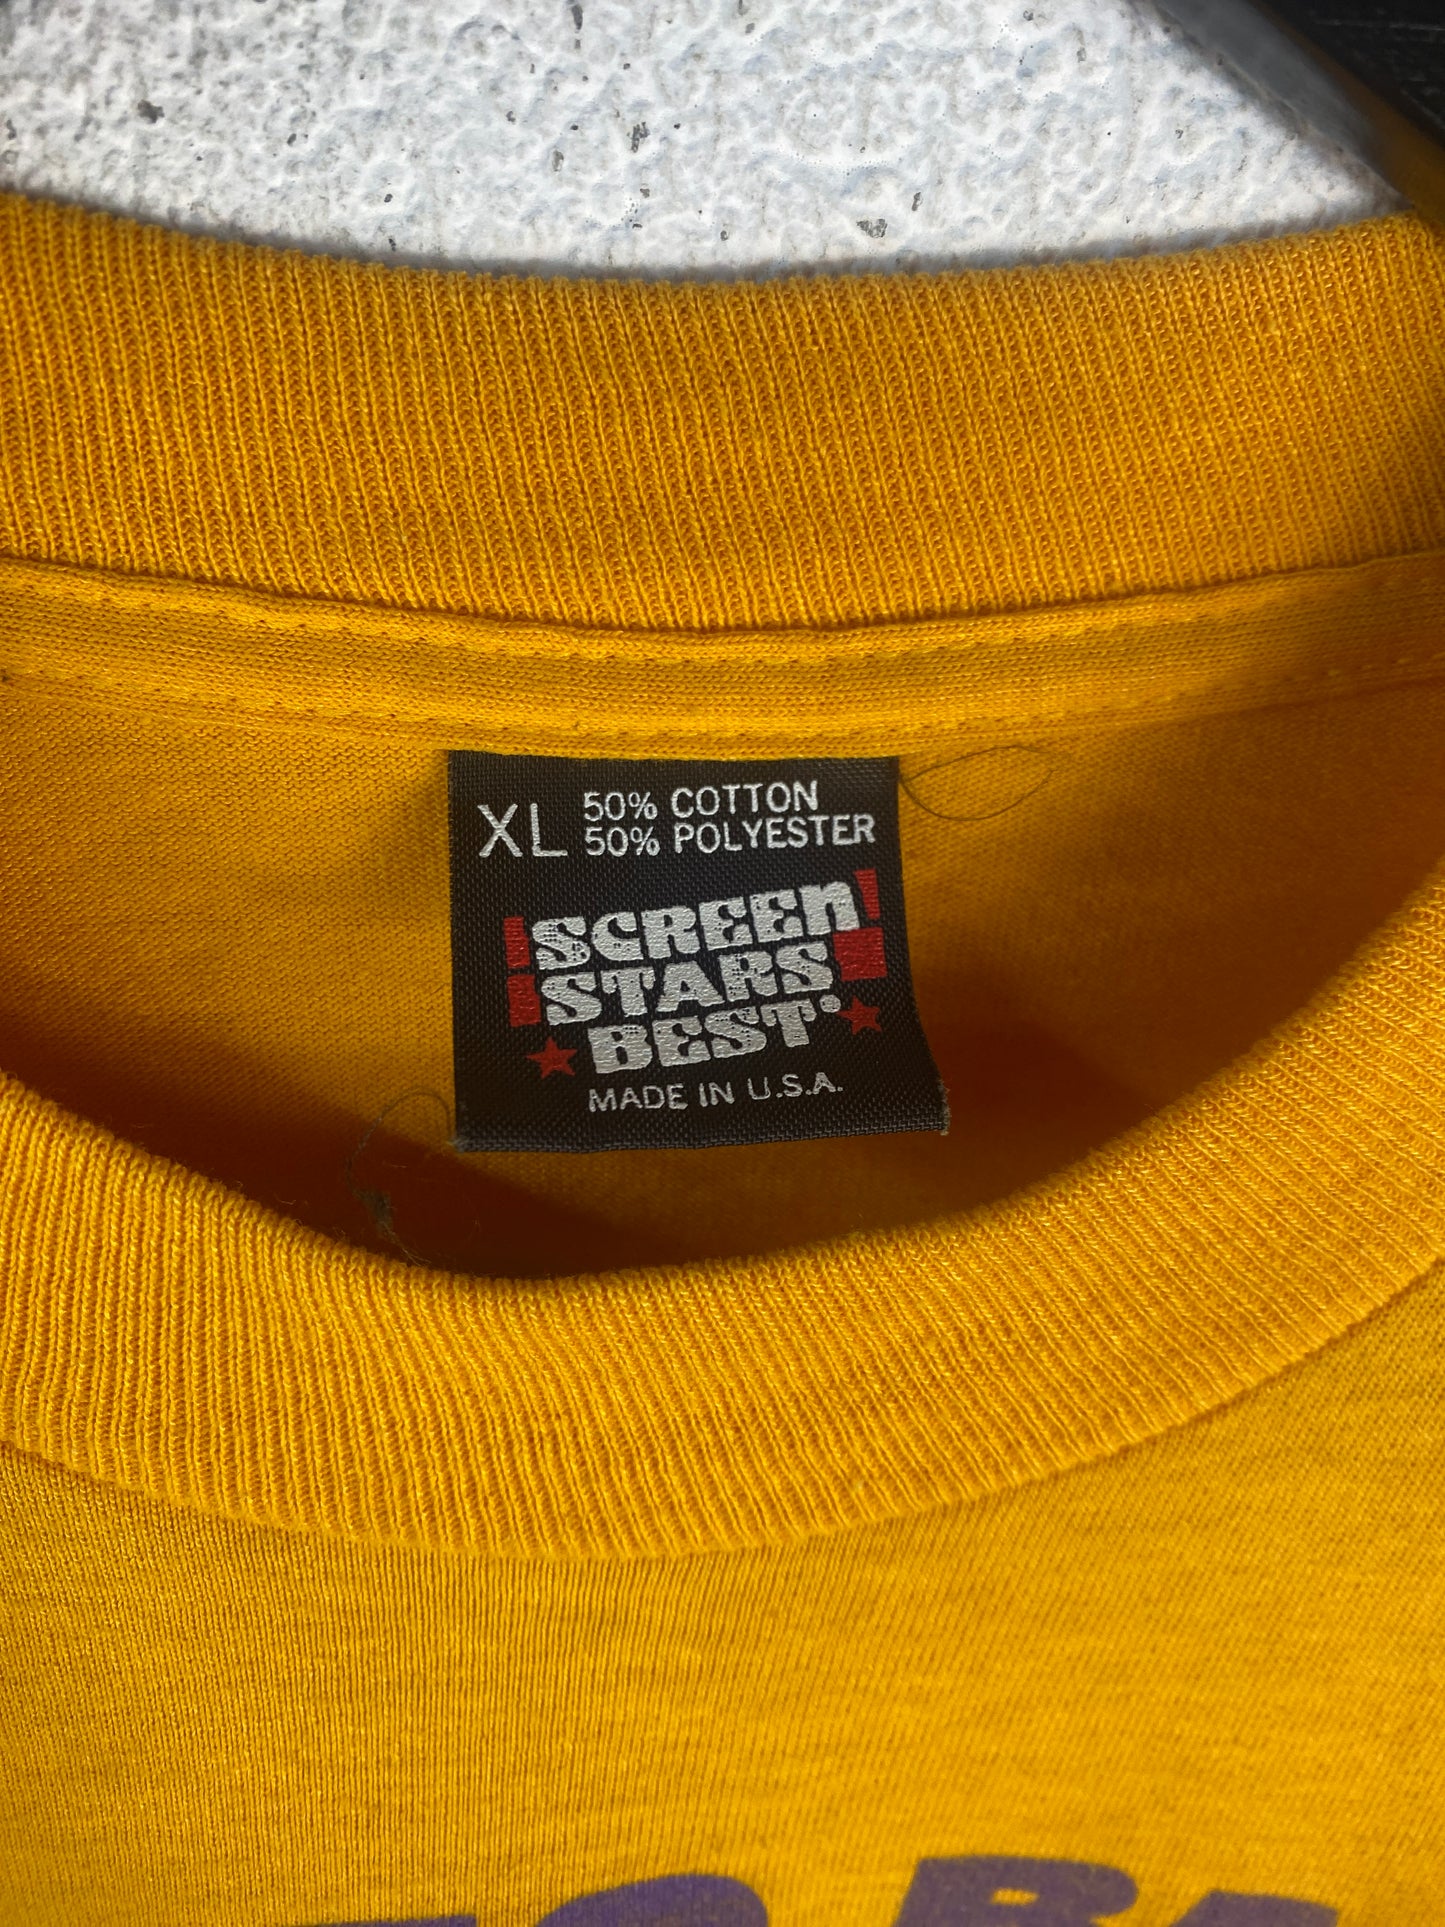 XL 50% COTTON
50% POLYESTER
SCREEN
STARS
BEST
MADE IN U.S.A.